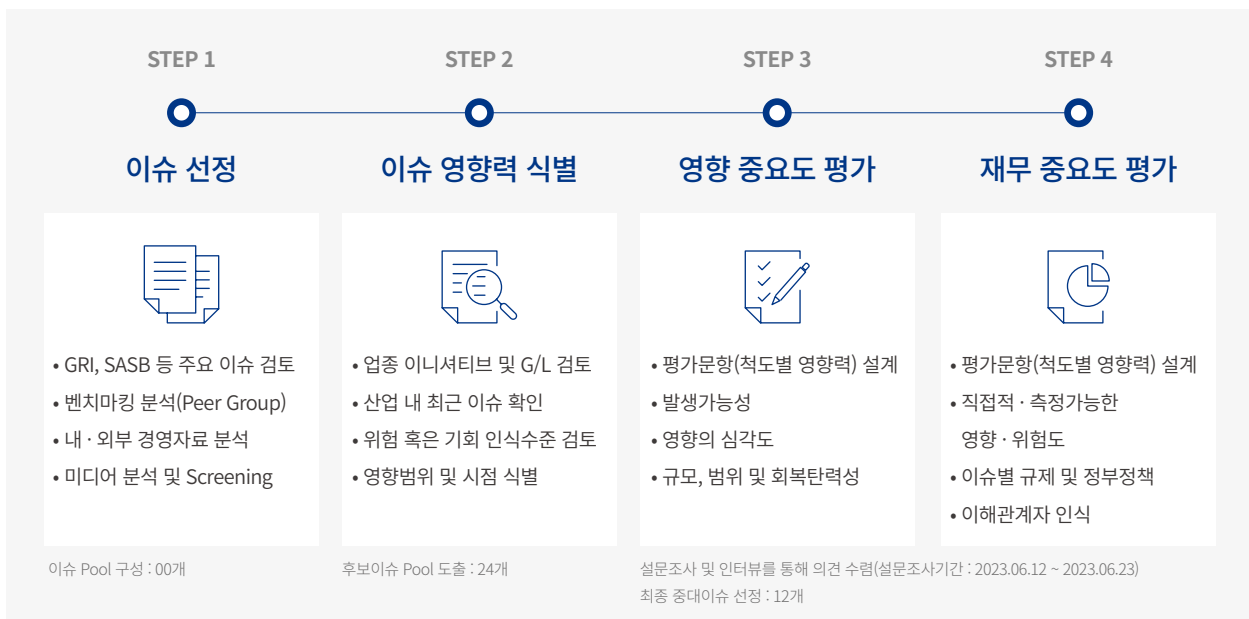 STEP 1
이슈 선정
• GRI, SASB 등 주요 이슈 검토
• 벤치마킹 분석(Peer Group)
• 내 · 외부 경영자료 분석
• 미디어 분석 및 Screening
이슈 Pool 구성 : 00개
STEP 2
이슈 영향력 식별
• 업종 이니셔티브 및 G/L 검토
• 산업 내 최근 이슈 확인
• 위험 혹은 기회 인식수준 검토
• 영향범위 및 시점 식별
후보이슈 Pool 도출 : 24개
STEP 3
영향 중요도 평가
• 평가문항(척도별 영향력) 설계
• 발생가능성
• 영향의 심각도
• 규모, 범위 및 회복탄력성
STEP 4
재무 중요도 평가
• 평가문항(척도별 영향력) 설계
• 직접적 · 측정가능한
영향 · 위험도
• 이슈별 규제 및 정부정책
• 이해관계자 인식
설문조사 및 인터뷰를 통해 의견 수렴(설문조사기간 : 2023.06.12 ~ 2023.06.23)
최종 중대이슈 선정 : 12개